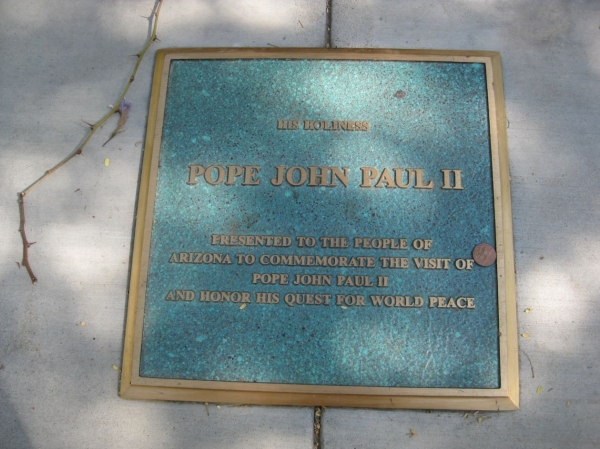 HIS HOLINESS
POPE JOHN PAUL II
PRESENTED TO THE PEOPLE OF
ARIZONA TO COMMEMORATE THE VISIT OF
POPE JOHN PAUL II
AND HONOR HIS QUEST FOR WORLD PEACE